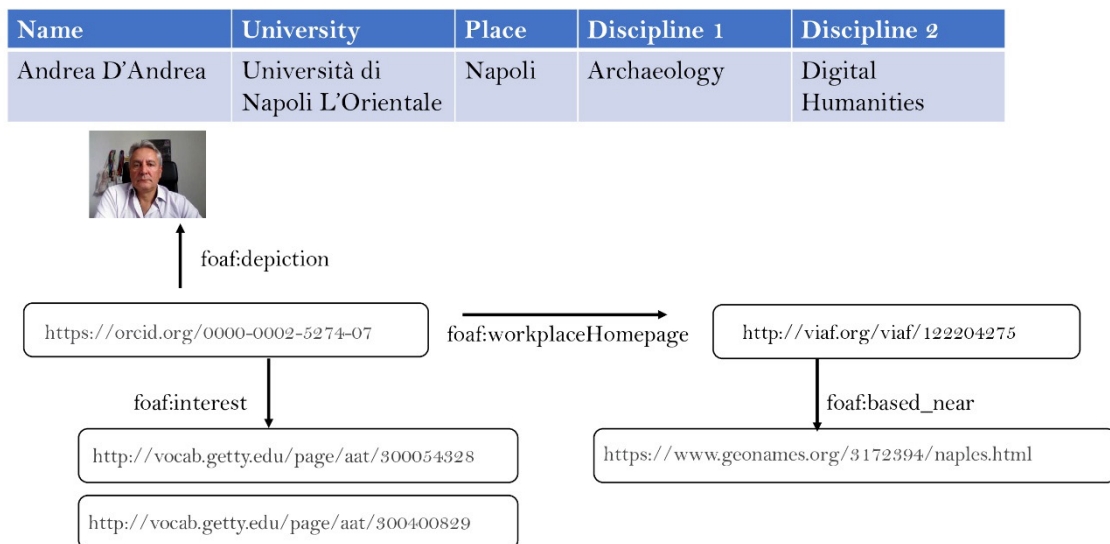 Name University Place Discipline 1 Discipline 2
Andrea D’Andrea Università di Napoli Archaeology Digital
Napoli L’Orientale Humanities
foaf:depiction
https://orcid.org/0000-0002-5274-07
foaf:workplaceHomepage
http://viaf.org/viaf/122204275
foaf:interest
foaf:based_near
http://vocab.getty.edu/page/aat/300054328
https://www.geonames.org/3172394/naples.html
http://vocab.getty.edu/page/aat/300400829